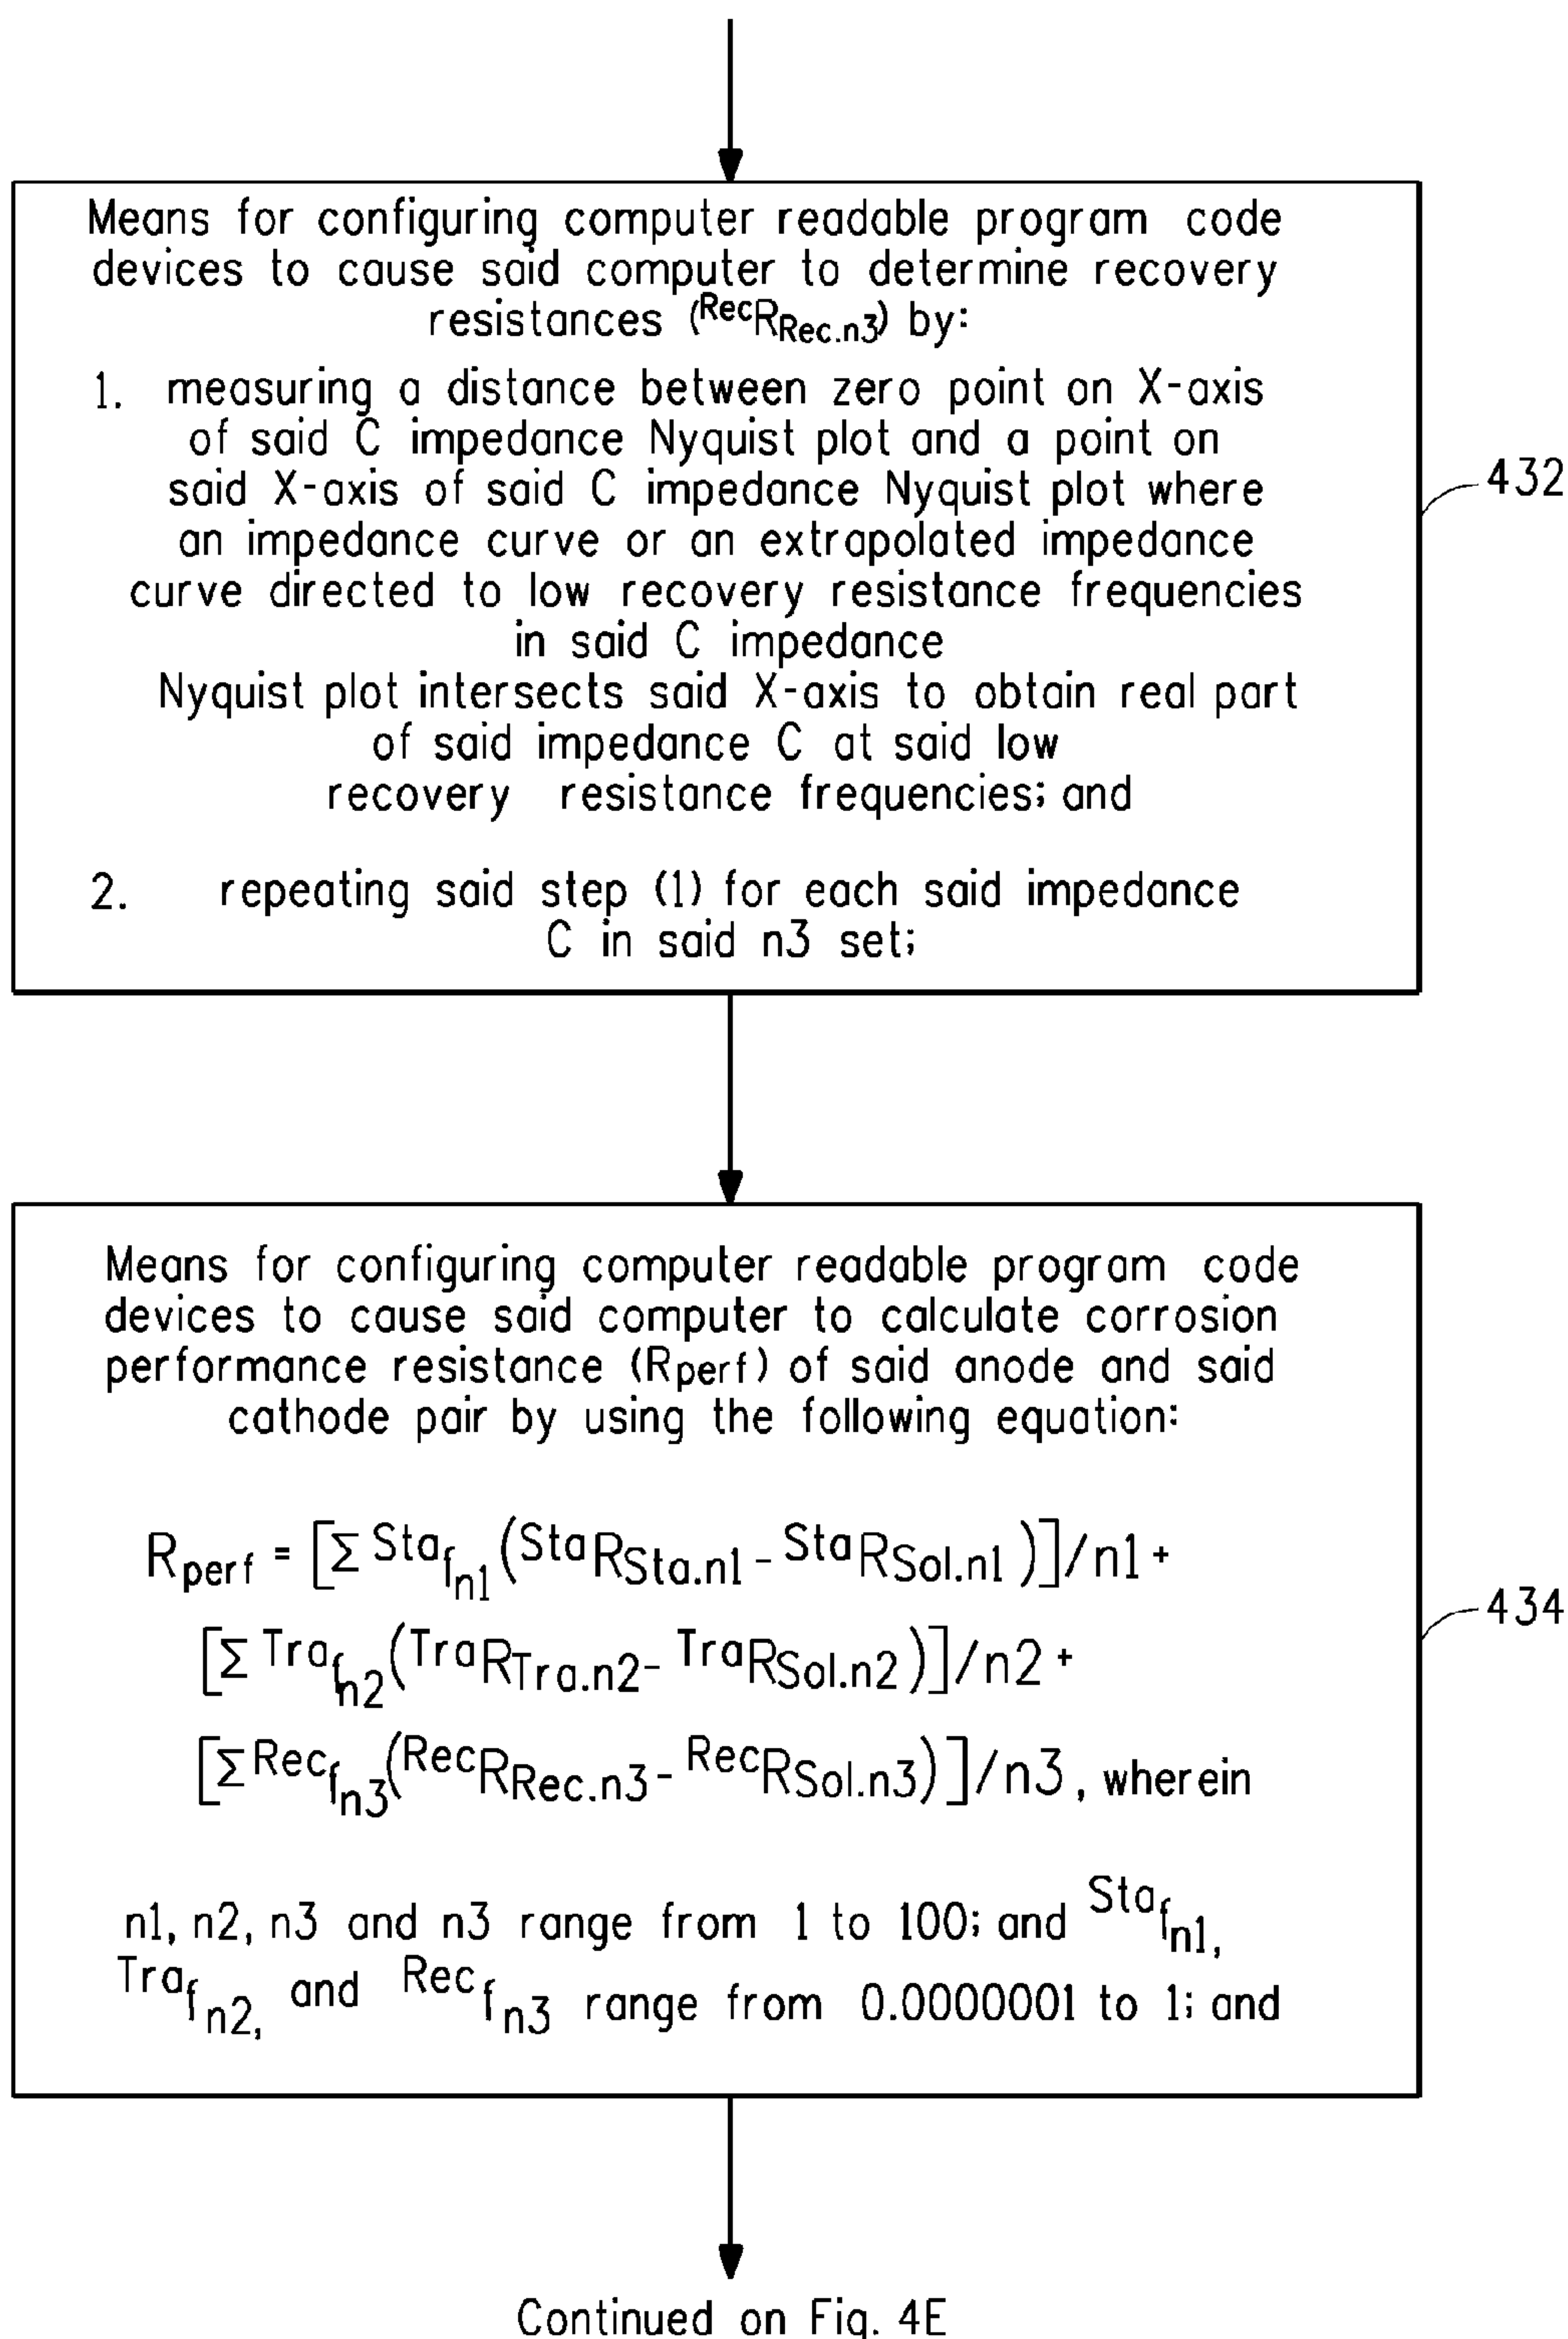 Means for configuring computer readable program code
devices to cause said computer to determine recovery
resistances (RecRRec.n3) by:
1. measuring a distance between zero point on X-axis
of said C impedance Nyquist plot and a point on
said X-axis of said C impedance Nyquist plot where
an impedance curve or an extrapolated impedance
curve directed to low recovery resistance frequencies
in said C impedance
Nyquist plot intersects said X-axis to obtain real part
of said impedance C at said low
recovery resistance frequencies; and
2. repeating said step (1) for each said impedance
C in said n3 set;
432
Means for configuring computer readable program code
devices to cause said computer to calculate corrosion
performance resistance (Rperf) of said anode and said
cathode pair by using the following equation:
Rperf = [Σ Stafn1 (StaRSta.n1 - StaRSol.n1)]/n1 +
[Σ Trafn2 (TraRTra.n2 - TraRSol.n2)]/n2 +
[Σ Recfn3 (RecRRec.n3 - RecRSol.n3)]/n3, wherein
n1, n2, n3 and n3 range from 1 to 100; and Stafn1,
Trafn2, and Recfn3 range from 0.0000001 to 1; and
434
Continued on Fig. 4E